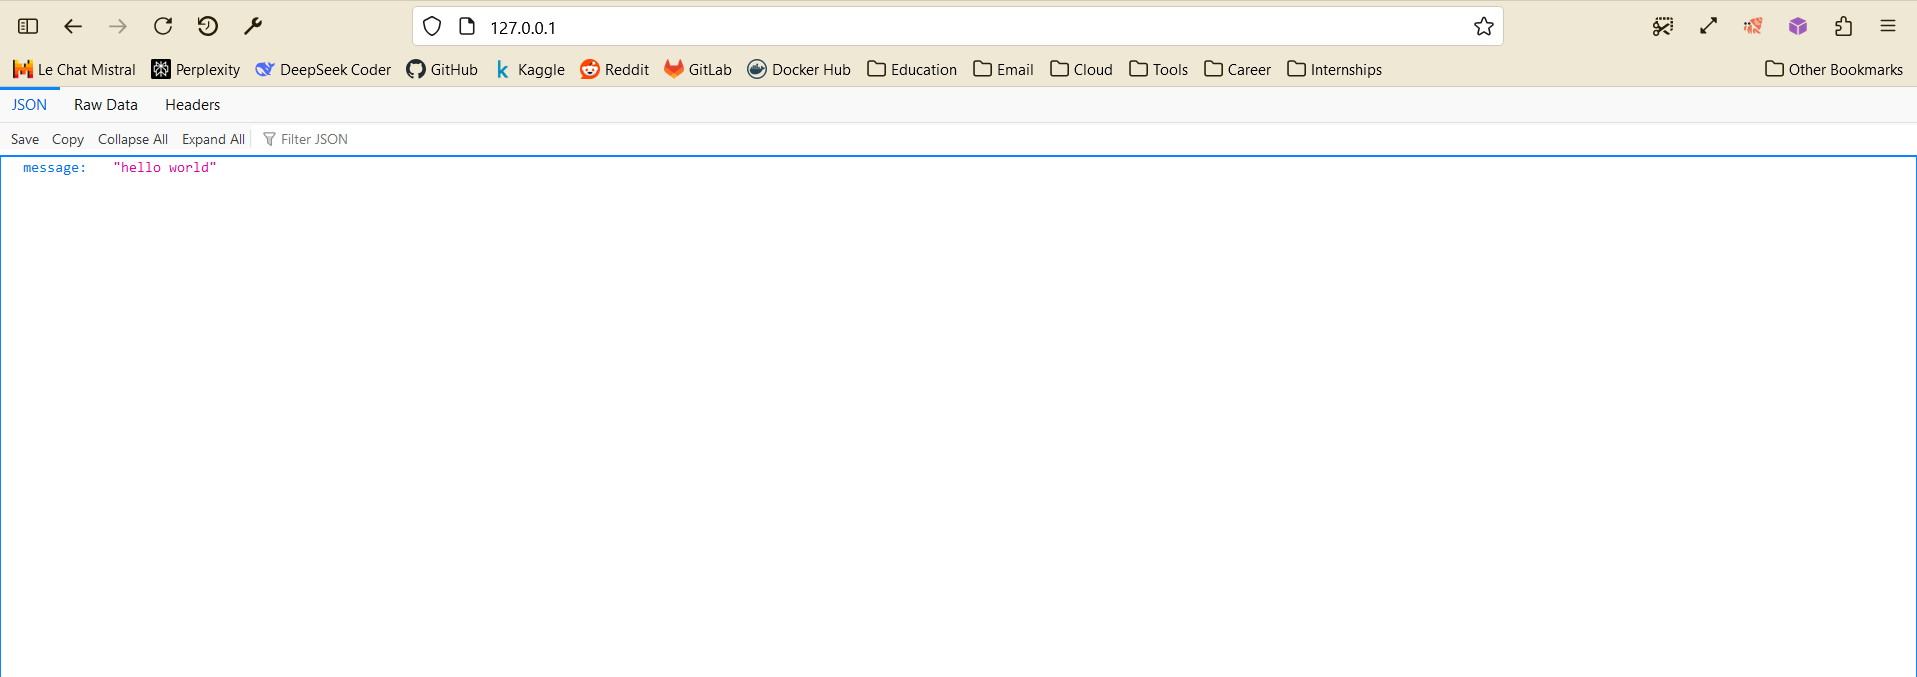 127.0.0.1
Le Chat Mistral Perplexity DeepSeek Coder GitHub Kaggle Reddit GitLab Docker Hub Education Email Cloud Tools Career Internships Other Bookmarks
JSON Raw Data Headers
Save Copy Collapse All Expand All Filter JSON
message: "hello world"